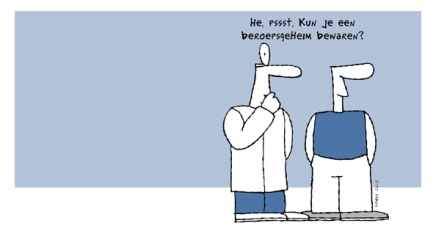 He, pssst, Kun je een
beroepsgeheim bewaren?